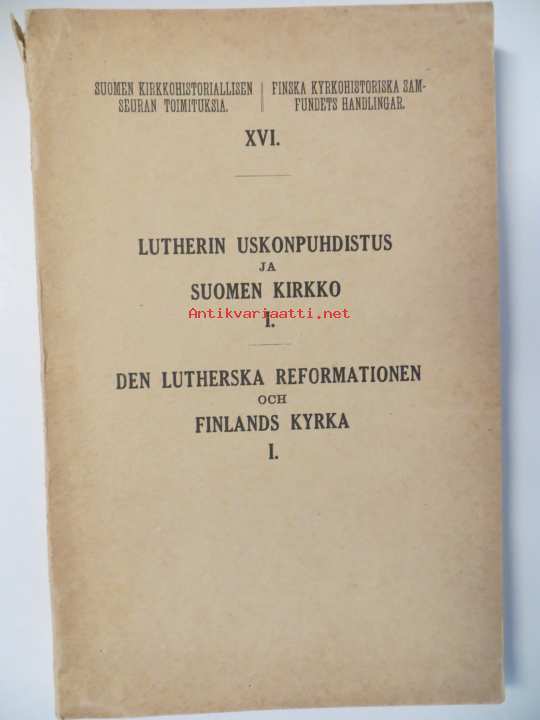 SUOMEN KIRKKOHISTORIALLISEN
SEURAN TOIMITUKSIA.
FINSKA KYRKOHISTORISKA SAM-
FUNDETS HANDLINGAR.
XVI.
LUTHERIN USKONPUHDISTUS
JA
SUOMEN KIRKKO
Antikvariaatti.net
I.
DEN LUTHERSKA REFORMATIONEN
OCH
FINLANDS KYRKA
I.